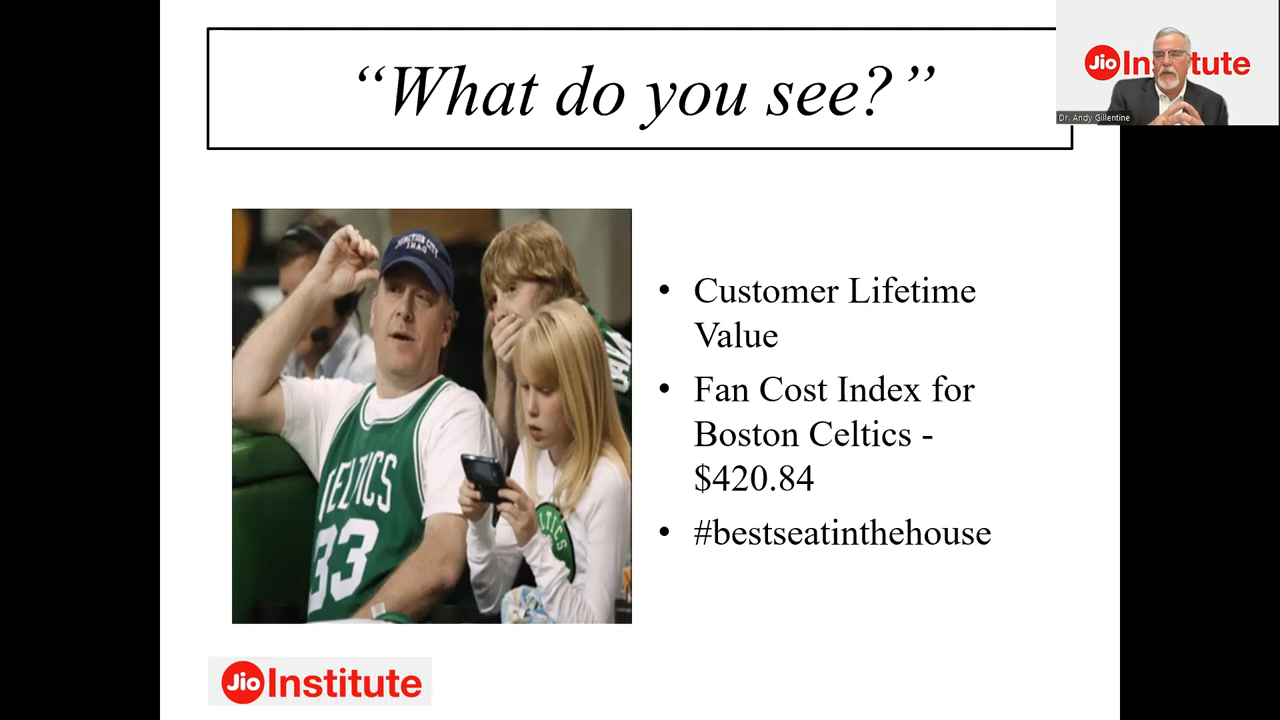 “What do you see?”
Jio Institute
Dr. Andy Gillentine
JUNCTION CITY
IRAQ
CELTICS
33
• Customer Lifetime
Value
• Fan Cost Index for
Boston Celtics -
$420.84
• #bestseatinthehouse
Jio Institute